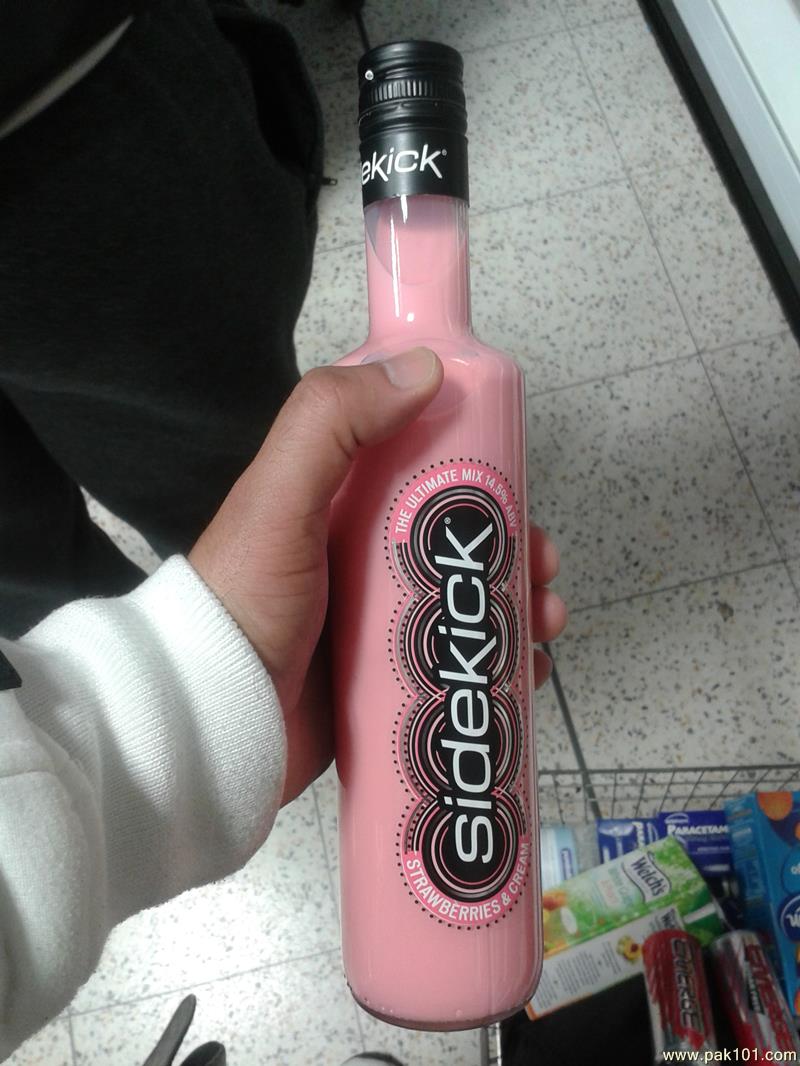 ekick®
THE ULTIMATE MIX 14.5% ABV
sidekick®
STRAWBERRIES & CREAM
PARACETAM
Welch's
www.pak101.com